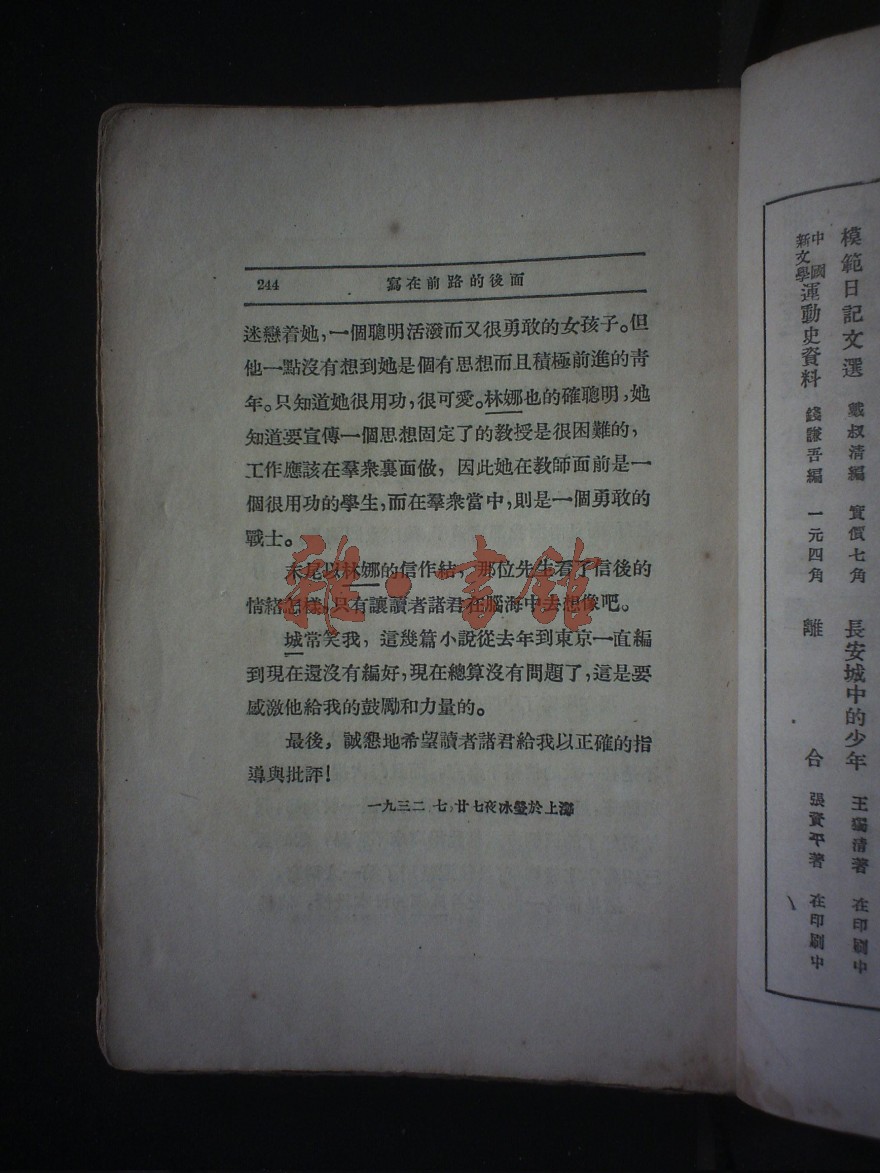 244 寫在前路的後面
迷戀着她，一個聰明活潑而又很勇敢的女孩子。但
他一點沒有想到她是個有思想而且積極前進的靑
年。只知道她很用功，很可愛。林娜也的確聰明，她
知道要宣傳一個思想固定了的教授是很困難的，
工作應該在羣衆裏面做，因此她在教師面前是一
個很用功的學生，而在羣衆當中，則是一個勇敢的
戰士。
末尾以林娜的信作結，那位先生看了信後的
情緒怎樣，只有讓讀者諸君在腦海中去想像吧。
城常笑我，這幾篇小説從去年到東京一直編
到現在還沒有編好，現在總算沒有問題了，這是要
感激他給我的鼓勵和力量的。
最後，誠懇地希望讀者諸君給我以正確的指
導與批評！
一九三二 七，廿七夜冰瑩於上海
雜·書館
模範日記文選 戴叔清編 實價七角
長安城中的少年 王獨清著 在印刷中
中國新文學運動史資料 錢謙吾編 一元四角
離合 張資平著 在印刷中